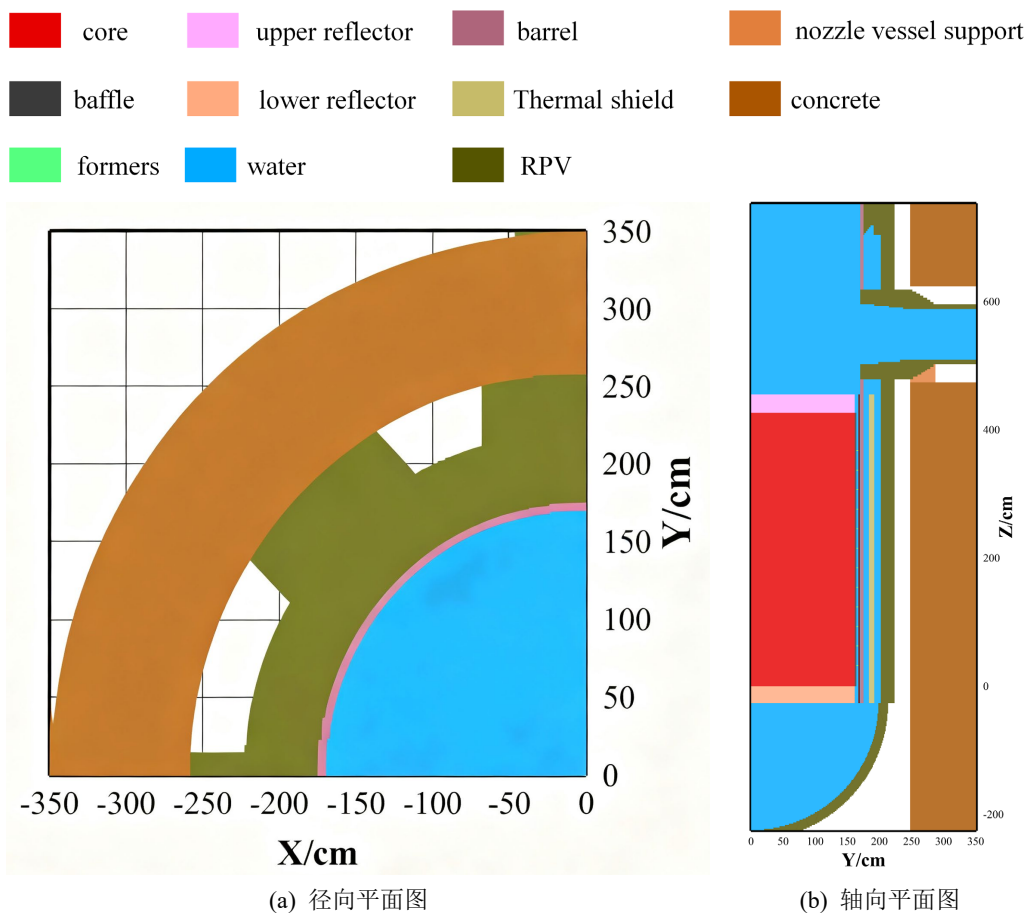 core upper reflector barrel nozzle vessel support
baffle lower reflector Thermal shield concrete
formers water RPV
350
300
250
200
150
100
50
0
Y/cm
-350 -300 -250 -200 -150 -100 -50 0
X/cm
(a) 径向平面图
600
400
200
0
-200
Z/cm
0 50 100 150 200 250 300 350
Y/cm
(b) 轴向平面图